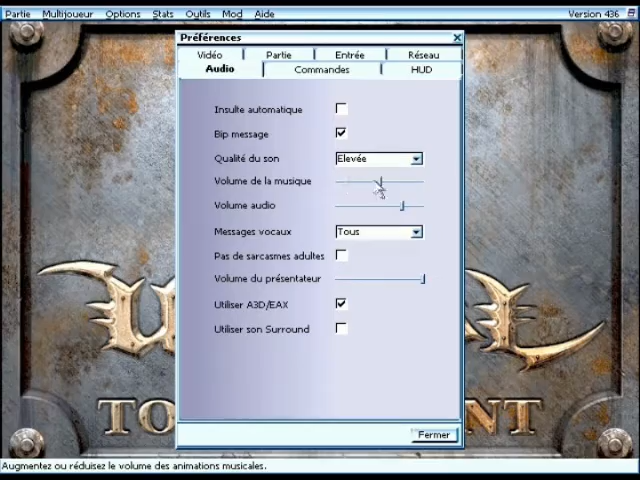 Partie Multijoueur Options Stats Outils Mod Aide Version 436
Préférences
Vidéo Partie Entrée Réseau
Audio Commandes HUD
Insulte automatique
Bip message
Qualité du son Elevée
Volume de la musique
Volume audio
Messages vocaux Tous
Pas de sarcasmes adultes
Volume du présentateur
Utiliser A3D/EAX
Utiliser son Surround
TO NT
Fermer
Augmentez ou réduisez le volume des animations musicales.